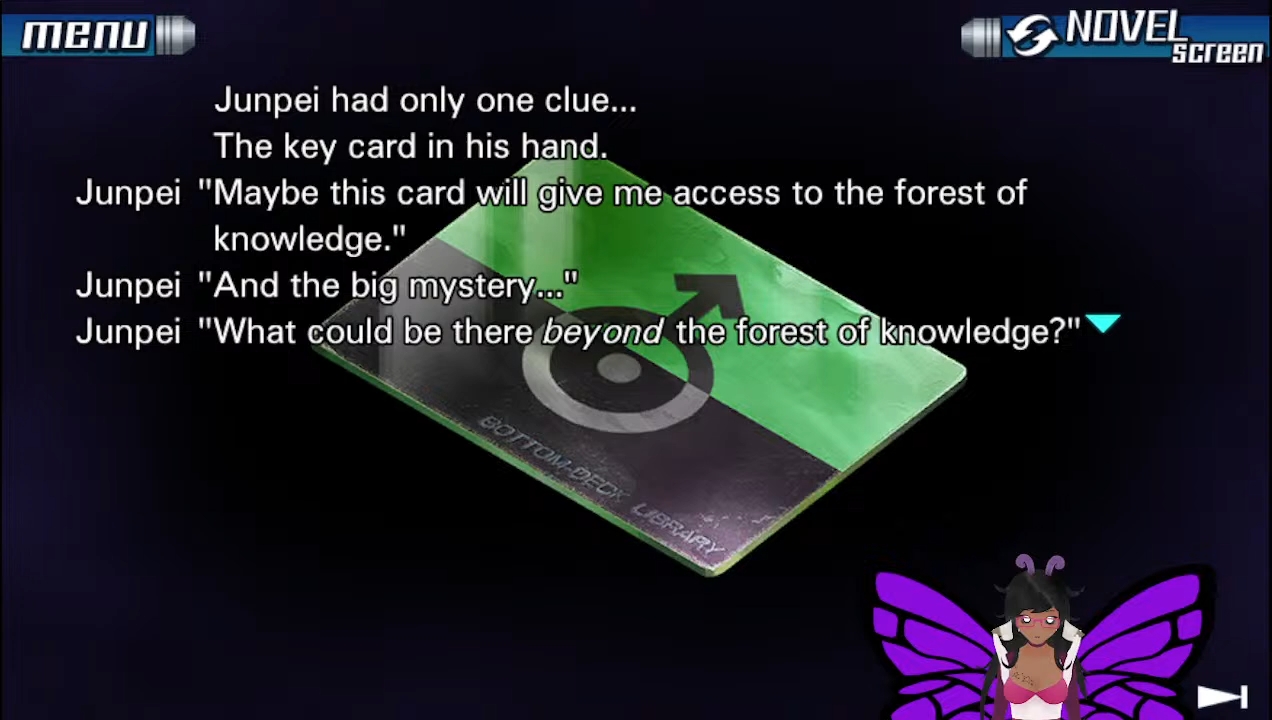 menu
NOVEL
screen
Junpei had only one clue...
The key card in his hand.
Junpei "Maybe this card will give me access to the forest of
knowledge."
Junpei "And the big mystery..."
Junpei "What could be there beyond the forest of knowledge?"
BOTTOM-DECK LIBRARY